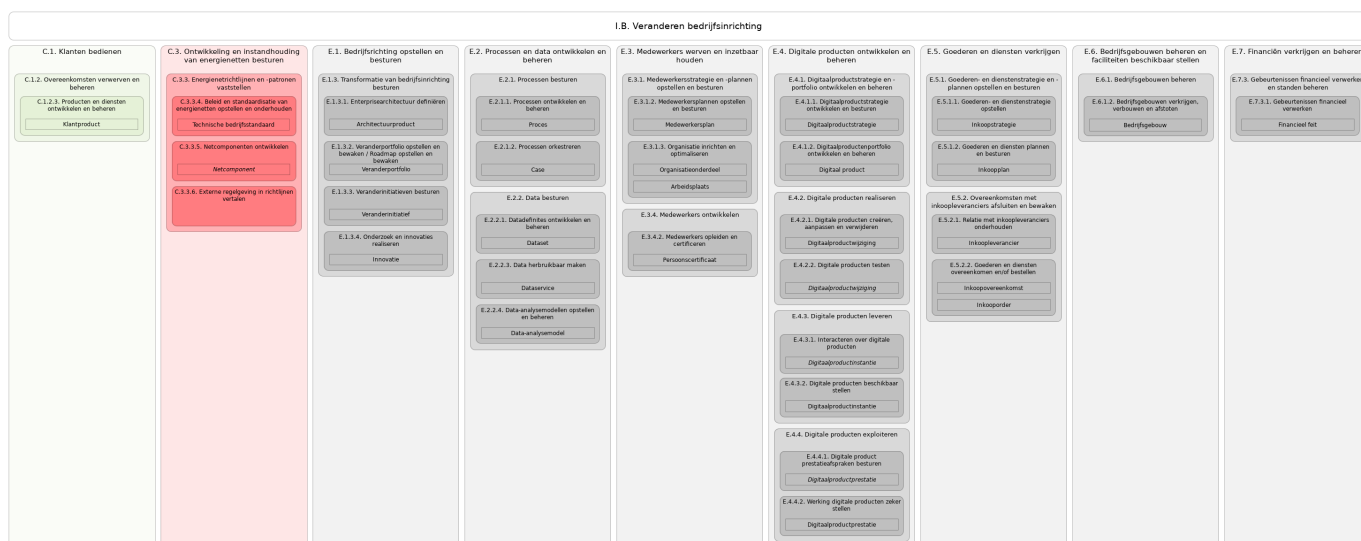 I.B. Veranderen bedrijfsinrichting
C.1. Klanten bedienen
C.1.2. Overeenkomsten verwerven en
beheren
C.1.2.3. Producten en diensten
ontwikkelen en beheren
Klantproduct
C.3. Ontwikkeling en instandhouding
van energienetten besturen
C.3.3. Energienetrichtlijnen en -patronen
vaststellen
C.3.3.4. Beleid en standaardisatie van
energienetten opstellen en onderhouden
Technische bedrijfsstandaard
C.3.3.5. Netcomponenten ontwikkelen
Netcomponent
C.3.3.6. Externe regelgeving in richtlijnen
vertalen
E.1. Bedrijfsrichting opstellen en
besturen
E.1.3. Transformatie van bedrijfsinrichting
besturen
E.1.3.1. Enterprisearchitectuur definiëren
Architectuurproduct
E.1.3.2. Veranderportfolio opstellen en
bewaken / Roadmap opstellen en
bewaken
Veranderportfolio
E.1.3.3. Veranderinitiatieven besturen
Veranderinitiatief
E.1.3.4. Onderzoek en innovaties
realiseren
Innovatie
E.2. Processen en data ontwikkelen en
beheren
E.2.1. Processen besturen
E.2.1.1. Processen ontwikkelen en
beheren
Proces
E.2.1.2. Processen orkestreren
Case
E.2.2. Data besturen
E.2.2.1. Datadefinites ontwikkelen en
beheren
Dataset
E.2.2.3. Data herbruikbaar maken
Dataservice
E.2.2.4. Data-analysemodellen opstellen
en beheren
Data-analysemodel
E.3. Medewerkers werven en inzetbaar
houden
E.3.1. Medewerkersstrategie en -plannen
opstellen en besturen
E.3.1.2. Medewerkersplannen opstellen
en besturen
Medewerkersplan
E.3.1.3. Organisatie inrichten en
optimaliseren
Organisatieonderdeel
Arbeidsplaats
E.3.4. Medewerkers ontwikkelen
E.3.4.2. Medewerkers opleiden en
certificeren
Persoonscertificaat
E.4. Digitale producten ontwikkelen en
beheren
E.4.1. Digitaalproductstrategie en -
portfolio ontwikkelen en beheren
E.4.1.1. Digitaalproductstrategie
ontwikkelen en besturen
Digitaalproductstrategie
E.4.1.2. Digitaalproductenportfolio
ontwikkelen en beheren
Digitaal product
E.4.2. Digitale producten realiseren
E.4.2.1. Digitale producten creëren,
aanpassen en verwijderen
Digitaalproductwijziging
E.4.2.2. Digitale producten testen
Digitaalproductwijziging
E.4.3. Digitale producten leveren
E.4.3.1. Interacteren over digitale
producten
Digitaalproductinstantie
E.4.3.2. Digitale producten beschikbaar
stellen
Digitaalproductinstantie
E.4.4. Digitale producten exploiteren
E.4.4.1. Digitale product
prestatieafspraken besturen
Digitaalproductprestatie
E.4.4.2. Werking digitale producten zeker
stellen
Digitaalproductprestatie
E.5. Goederen en diensten verkrijgen
E.5.1. Goederen- en dienstenstrategie en -
plannen opstellen en besturen
E.5.1.1. Goederen- en dienstenstrategie
opstellen
Inkoopstrategie
E.5.1.2. Goederen en diensten plannen
en besturen
Inkoopplan
E.5.2. Overeenkomsten met
inkoopleveranciers afsluiten en bewaken
E.5.2.1. Relatie met inkoopleveranciers
onderhouden
Inkoopleverancier
E.5.2.2. Goederen en diensten
overeenkomen en/of bestellen
Inkoopovereenkomst
Inkooporder
E.6. Bedrijfsgebouwen beheren en
faciliteiten beschikbaar stellen
E.6.1. Bedrijfsgebouwen beheren
E.6.1.2. Bedrijfsgebouwen verkrijgen,
verbouwen en afstoten
Bedrijfsgebouw
E.7. Financiën verkrijgen en beheren
E.7.3. Gebeurtenissen financieel verwerken
en standen beheren
E.7.3.1. Gebeurtenissen financieel
verwerken
Financieel feit